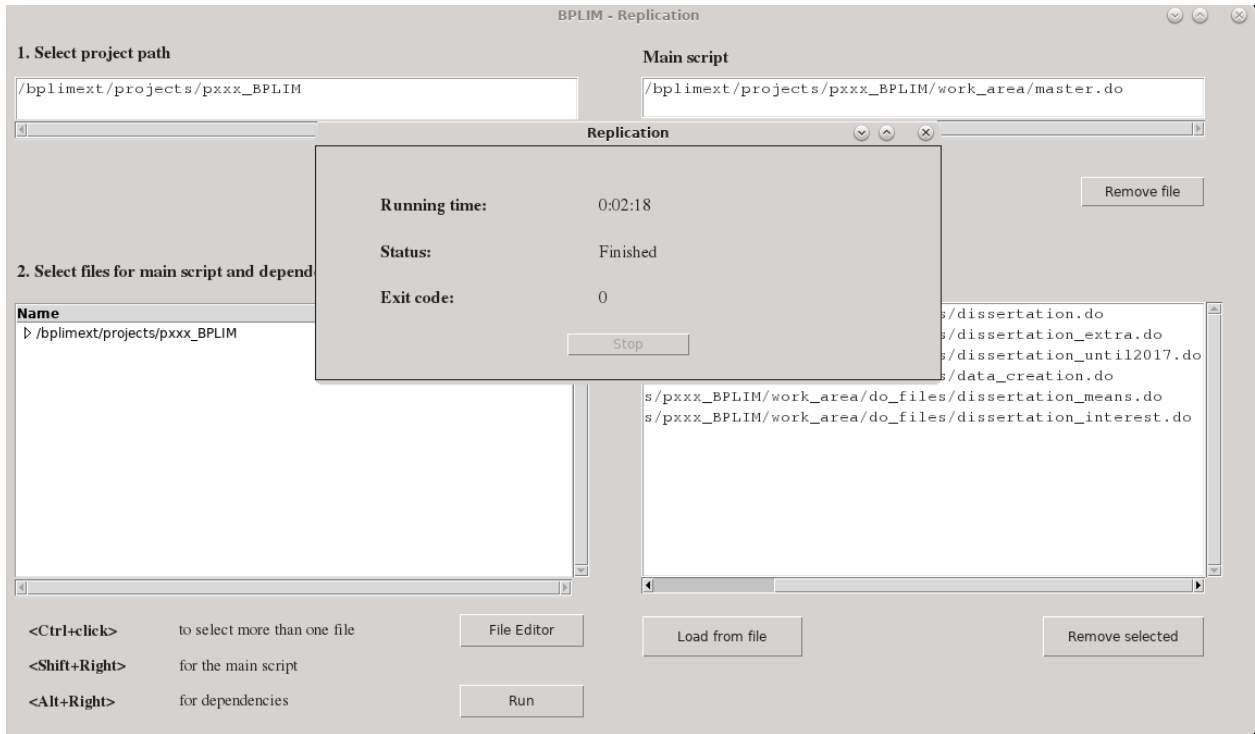 BPLIM - Replication
1. Select project path
Main script
/bplimext/projects/pxxx_BPLIM
/bplimext/projects/pxxx_BPLIM/work_area/master.do
Replication
Remove file
Running time: 0:02:18
Status: Finished
Exit code: 0
Stop
2. Select files for main script and depend
Name
/bplimext/projects/pxxx_BPLIM
s/dissertation.do
s/dissertation_extra.do
s/dissertation_until2017.do
s/data_creation.do
s/pxxx_BPLIM/work_area/do_files/dissertation_means.do
s/pxxx_BPLIM/work_area/do_files/dissertation_interest.do
<Ctrl+click> to select more than one file
File Editor
<Shift+Right> for the main script
<Alt+Right> for dependencies
Run
Load from file
Remove selected